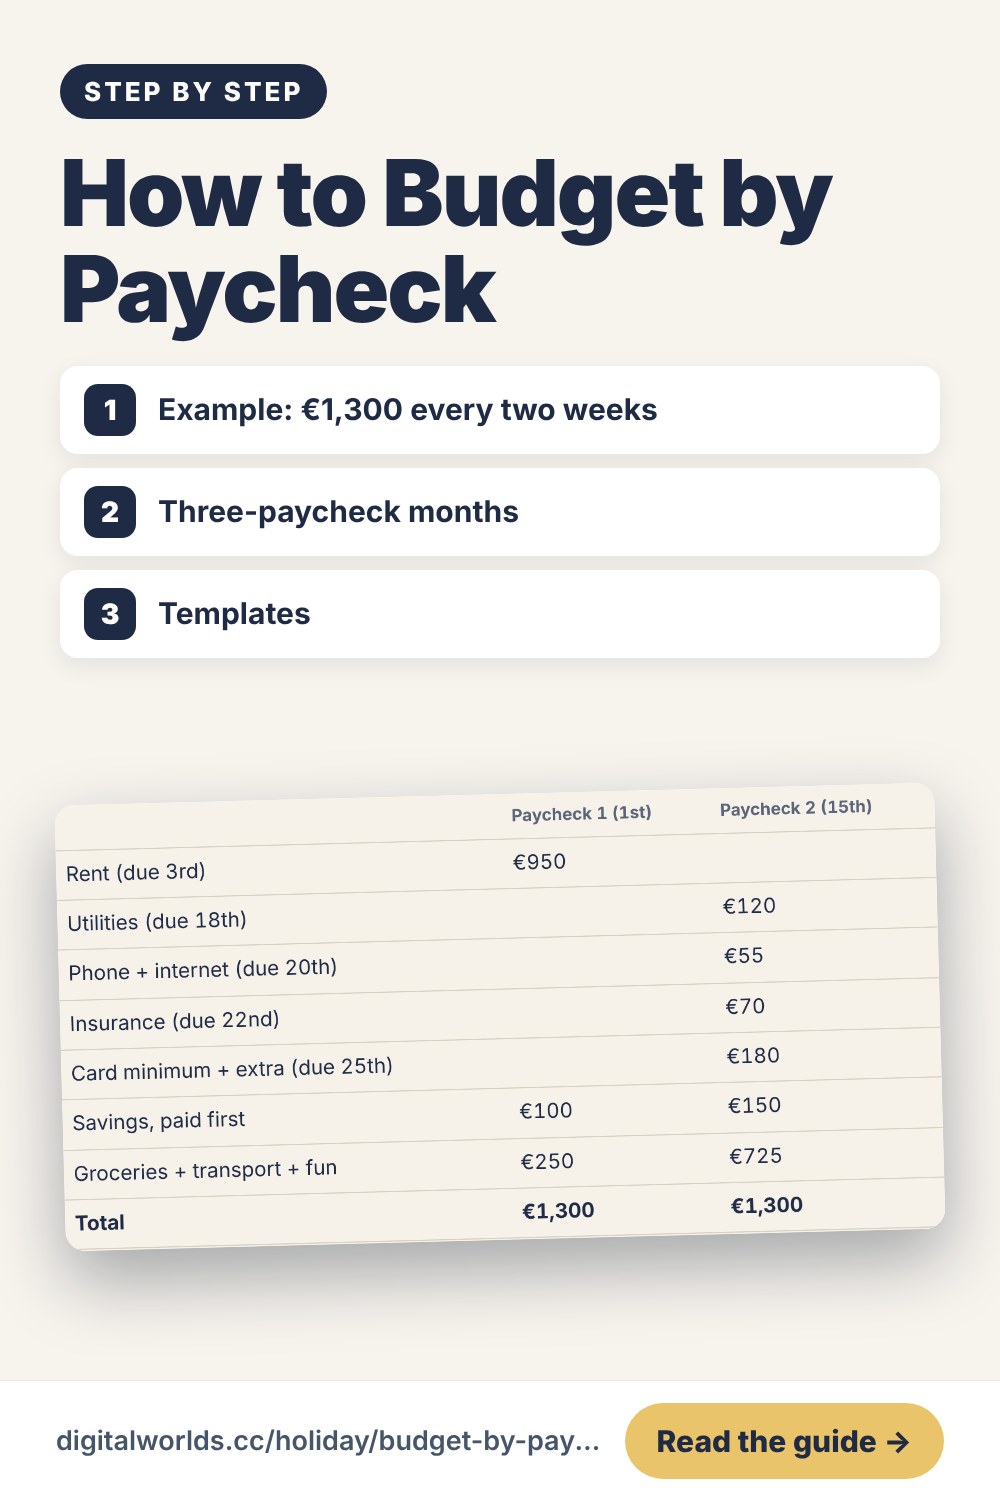 STEP BY STEP
How to Budget by
Paycheck
1 Example: €1,300 every two weeks
2 Three-paycheck months
3 Templates
Paycheck 1 (1st) Paycheck 2 (15th)
Rent (due 3rd) €950
Utilities (due 18th) €120
Phone + internet (due 20th) €55
Insurance (due 22nd) €70
Card minimum + extra (due 25th) €180
Savings, paid first €100 €150
Groceries + transport + fun €250 €725
Total €1,300 €1,300
digitalworlds.cc/holiday/budget-by-pay... Read the guide →